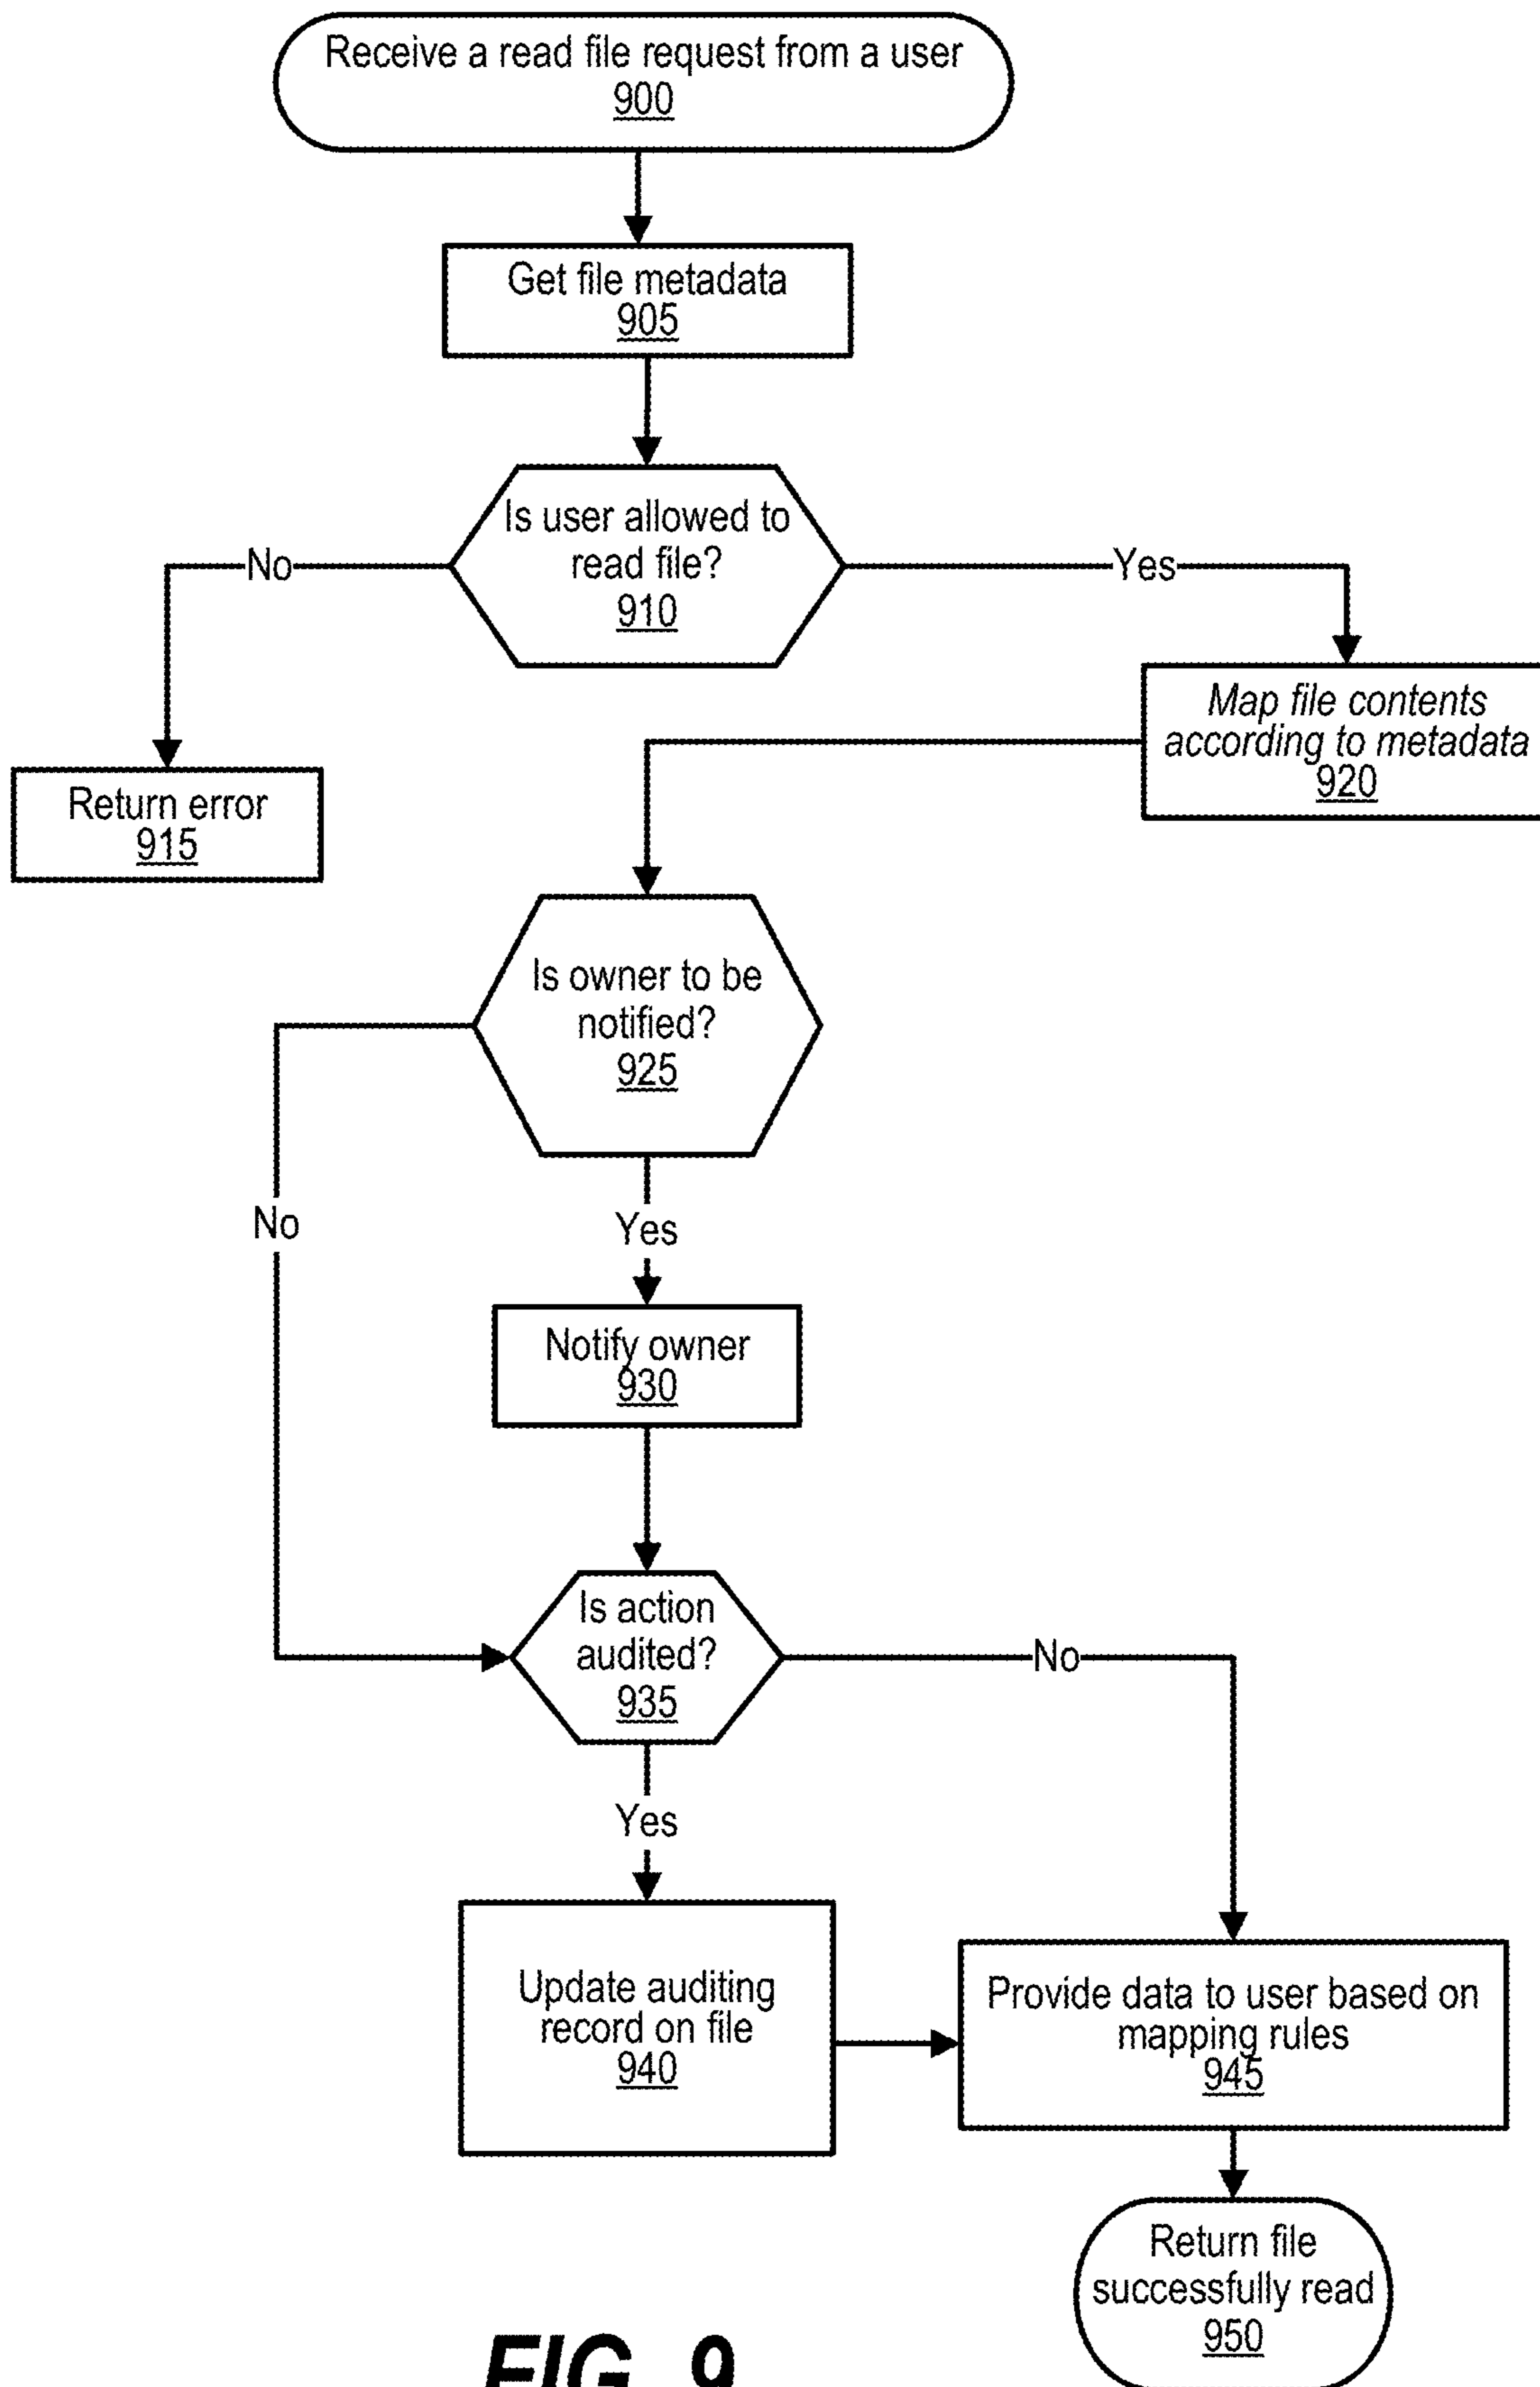 Receive a read file request from a user
900
Get file metadata
905
Is user allowed to
read file?
910
No
Yes
Map file contents
according to metadata
920
Return error
915
Is owner to be
notified?
925
No
Yes
Notify owner
930
Is action
audited?
935
No
Yes
Update auditing
record on file
940
Provide data to user based on
mapping rules
945
Return file
successfully read
950
FIG. 9